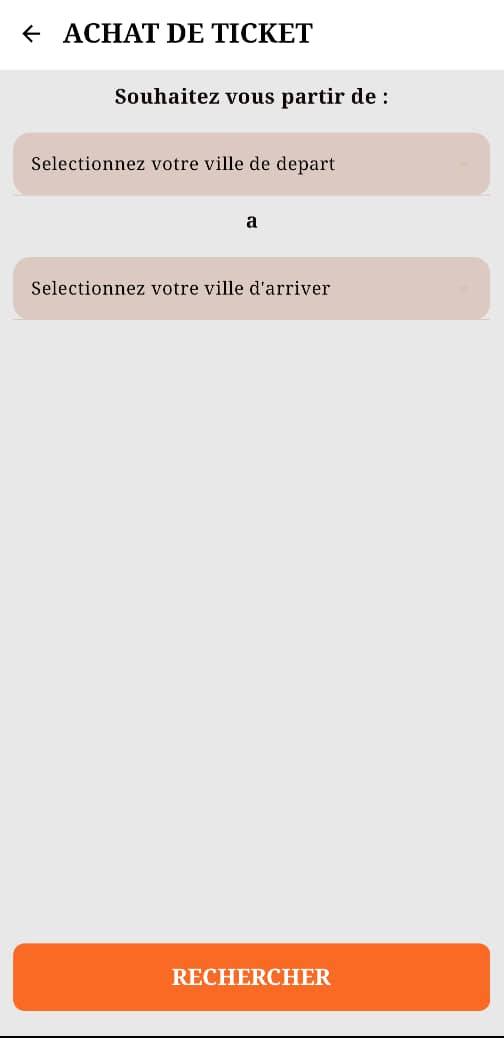 ACHAT DE TICKET
Souhaitez vous partir de :
Selectionnez votre ville de depart
a
Selectionnez votre ville d'arriver
RECHERCHER